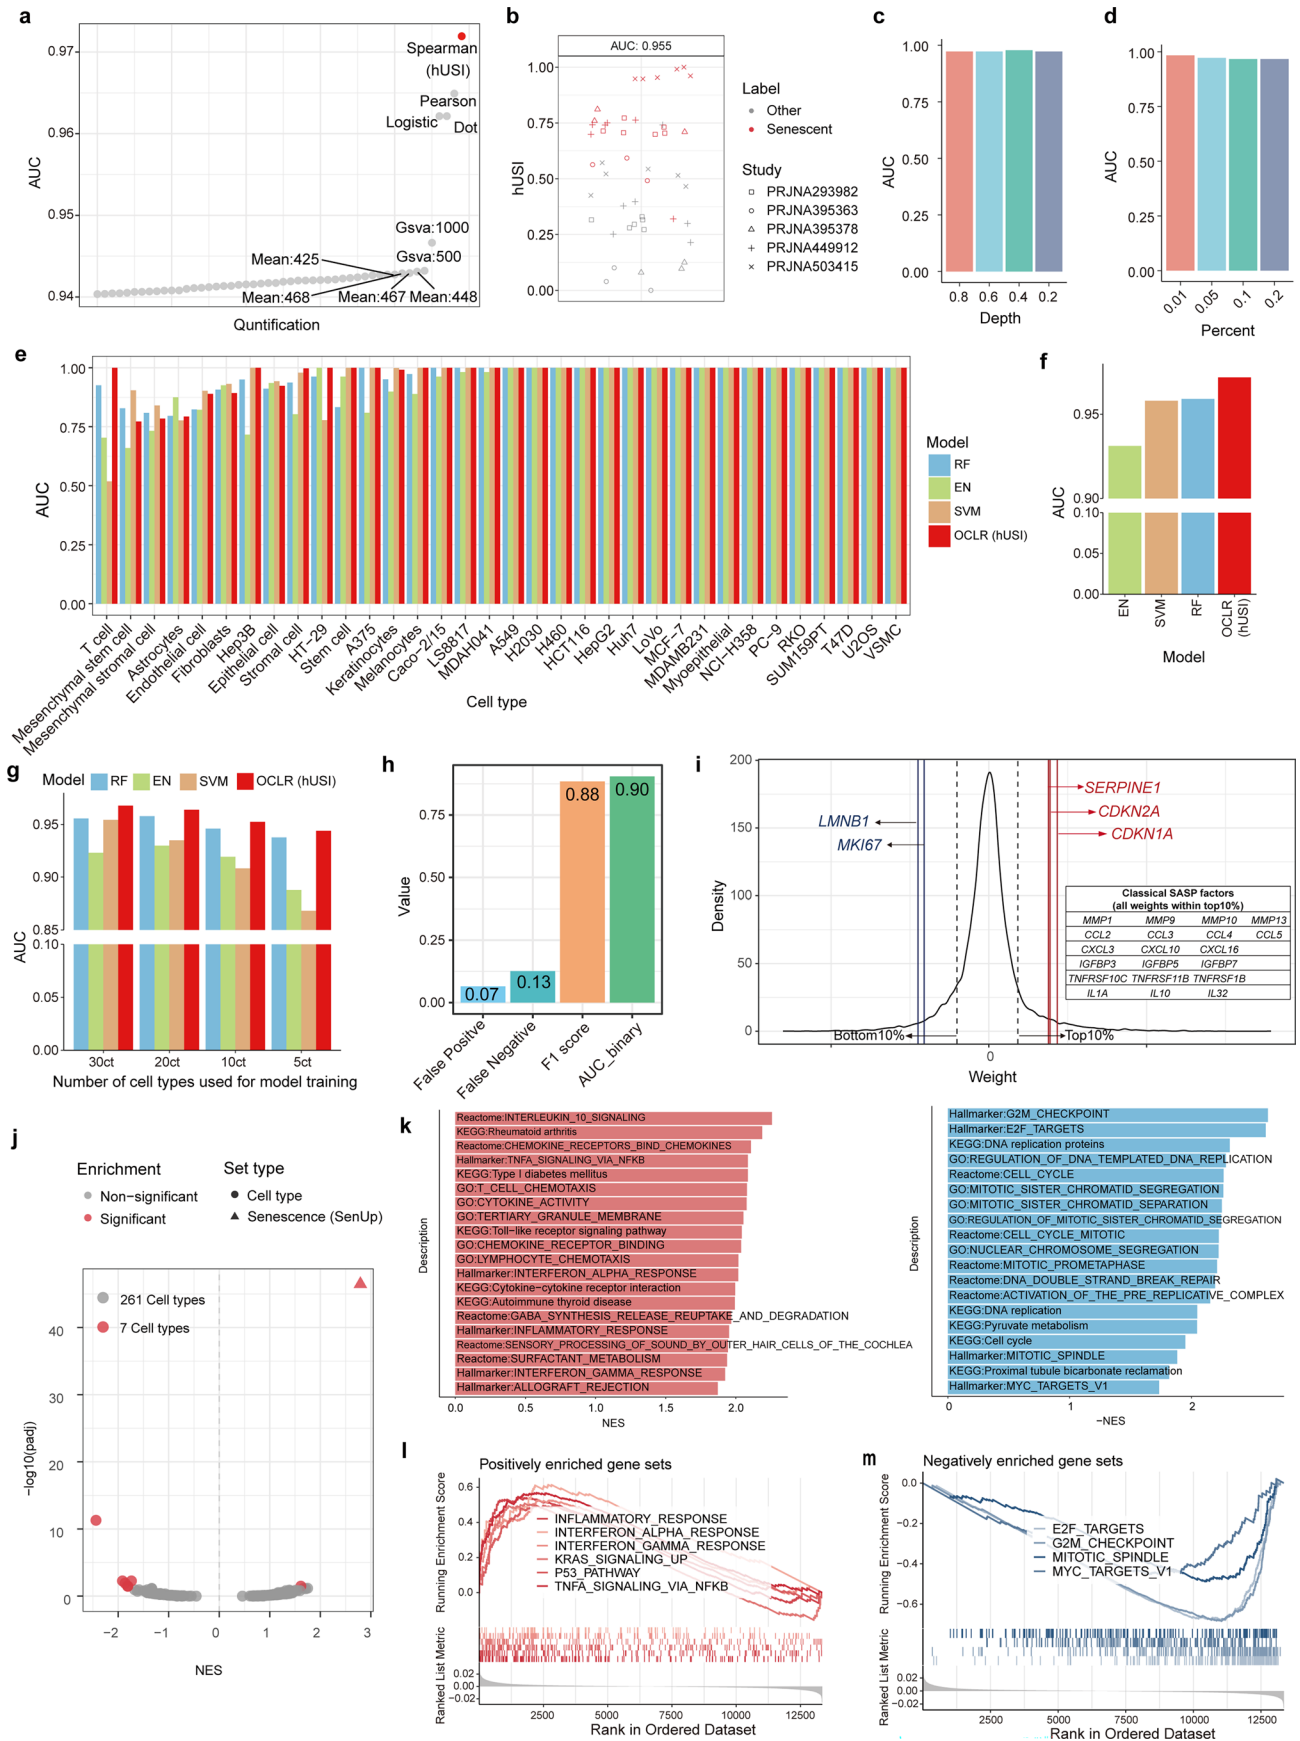 a
AUC
0.97
0.96
0.95
0.94
Spearman
(hUSI)
Pearson
Logistic
Dot
Gsva:1000
Gsva:500
Mean:425
Mean:468
Mean:467
Mean:448
Quntification
b
AUC: 0.955
hUSI
1.00
0.75
0.50
0.25
0.00
Label
Other
Senescent
Study
PRJNA293982
PRJNA395363
PRJNA395378
PRJNA449912
PRJNA503415
c
AUC
1.00
0.75
0.50
0.25
0.00
0.8 0.6 0.4 0.2
Depth
d
AUC
1.00
0.75
0.50
0.25
0.00
0.01 0.05 0.1 0.2
Percent
e
AUC
1.00
0.75
0.50
0.25
0.00
T cell
Mesenchymal stem cell
Mesenchymal stromal cell
Astrocytes
Endothelial cell
Fibroblasts
Hep3B
Epithelial cell
Stromal cell
HT-29
Stem cell
A375
Keratinocytes
Melanocytes
Caco-2/15
LS8817
MDAH041
A549
H2030
H460
HCT116
HepG2
Huh7
LoVo
MCF-7
MDAMB231
Myoepithelial
NCI-H358
PC-9
RKO
SUM159PT
T47D
U2OS
VSMC
Cell type
Model
RF
EN
SVM
OCLR (hUSI)
f
AUC
0.95
0.90
0.10
0.05
0.00
EN
SVM
RF
OCLR
(hUSI)
Model
g
Model RF EN SVM OCLR (hUSI)
AUC
0.95
0.90
0.85
0.10
0.05
0.00
30ct 20ct 10ct 5ct
Number of cell types used for model training
h
Value
0.75
0.50
0.25
0.00
0.07
0.13
0.88
0.90
False Positve
False Negative
F1 score
AUC_binary
i
Density
200
150
100
50
0
LMNB1
MKI67
SERPINE1
CDKN2A
CDKN1A
Classical SASP factors
(all weights within top10%)
MMP1 MMP9 MMP10 MMP13
CCL2 CCL3 CCL4 CCL5
CXCL3 CXCL10 CXCL16
IGFBP3 IGFBP5 IGFBP7
TNFRSF10C TNFRSF11B TNFRSF1B
IL1A IL10 IL32
Bottom10%
Top10%
0
Weight
j
Enrichment
Non-significant
Significant
Set type
Cell type
Senescence (SenUp)
261 Cell types
7 Cell types
−log10(padj)
40
30
20
10
0
−2 −1 0 1 2 3
NES
k
Description
Reactome:INTERLEUKIN_10_SIGNALING
KEGG:Rheumatoid arthritis
Reactome:CHEMOKINE_RECEPTORS_BIND_CHEMOKINES
Hallmarker:TNFA_SIGNALING_VIA_NFKB
KEGG:Type I diabetes mellitus
GO:T_CELL_CHEMOTAXIS
GO:CYTOKINE_ACTIVITY
GO:TERTIARY_GRANULE_MEMBRANE
KEGG:Toll−like receptor signaling pathway
GO:CHEMOKINE_RECEPTOR_BINDING
GO:LYMPHOCYTE_CHEMOTAXIS
Hallmarker:INTERFERON_ALPHA_RESPONSE
KEGG:Cytokine−cytokine receptor interaction
KEGG:Autoimmune thyroid disease
Reactome:GABA_SYNTHESIS_RELEASE_REUPTAKE_AND_DEGRADATION
Hallmarker:INFLAMMATORY_RESPONSE
Reactome:SENSORY_PROCESSING_OF_SOUND_BY_OUTER_HAIR_CELLS_OF_THE_COCHLEA
Reactome:SURFACTANT_METABOLISM
Hallmarker:INTERFERON_GAMMA_RESPONSE
Hallmarker:ALLOGRAFT_REJECTION
0.0 0.5 1.0 1.5 2.0
NES
Description
Hallmarker:G2M_CHECKPOINT
Hallmarker:E2F_TARGETS
KEGG:DNA replication proteins
GO:REGULATION_OF_DNA_TEMPLATED_DNA_REPLICATION
Reactome:CELL_CYCLE
GO:MITOTIC_SISTER_CHROMATID_SEGREGATION
GO:MITOTIC_SISTER_CHROMATID_SEPARATION
GO:REGULATION_OF_MITOTIC_SISTER_CHROMATID_SEGREGATION
Reactome:CELL_CYCLE_MITOTIC
GO:NUCLEAR_CHROMOSOME_SEGREGATION
Reactome:MITOTIC_PROMETAPHASE
Reactome:DNA_DOUBLE_STRAND_BREAK_REPAIR
Reactome:ACTIVATION_OF_THE_PRE_REPLICATIVE_COMPLEX
KEGG:DNA replication
KEGG:Pyruvate metabolism
KEGG:Cell cycle
Hallmarker:MITOTIC_SPINDLE
KEGG:Proximal tubule bicarbonate reclamation
Hallmarker:MYC_TARGETS_V1
0 1 2
−NES
l
Positively enriched gene sets
Running Enrichment Score
0.6
0.4
0.2
0.0
INFLAMMATORY_RESPONSE
INTERFERON_ALPHA_RESPONSE
INTERFERON_GAMMA_RESPONSE
KRAS_SIGNALING_UP
P53_PATHWAY
TNFA_SIGNALING_VIA_NFKB
Ranked List Metric
0.02
0.00
−0.02
2500 5000 7500 10000 12500
Rank in Ordered Dataset
m
Negatively enriched gene sets
Running Enrichment Score
0.0
−0.2
−0.4
−0.6
E2F_TARGETS
G2M_CHECKPOINT
MITOTIC_SPINDLE
MYC_TARGETS_V1
Ranked List Metric
0.02
0.00
−0.02
2500 5000 7500 10000 12500
Rank in Ordered Dataset